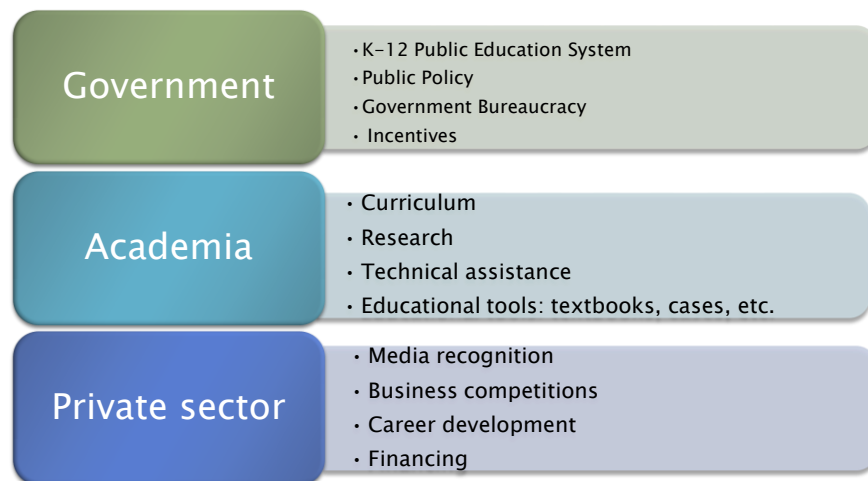 Government
•K-12 Public Education System
•Public Policy
•Government Bureaucracy
• Incentives
Academia
• Curriculum
• Research
• Technical assistance
• Educational tools: textbooks, cases, etc.
Private sector
• Media recognition
• Business competitions
• Career development
• Financing